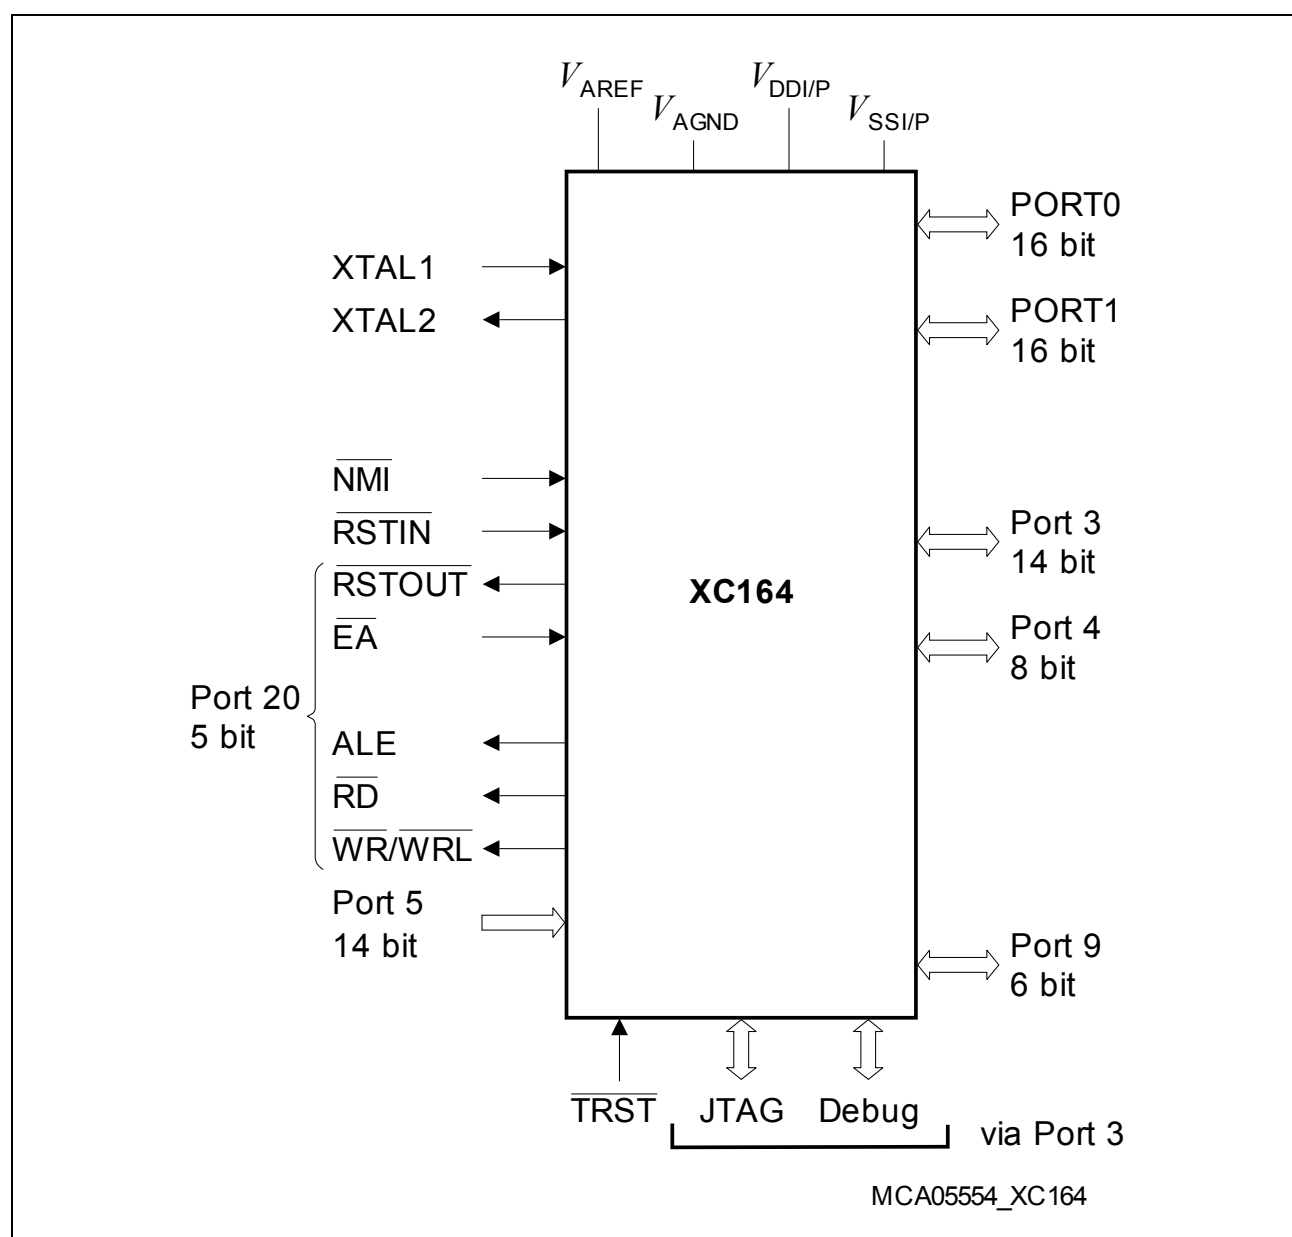 VAREF
VAGND
VDDI/P
VSSI/P
XTAL1
XTAL2
NMI
RSTIN
RSTOUT
EA
Port 20
5 bit
ALE
RD
WR/WRL
Port 5
14 bit
XC164
PORT0
16 bit
PORT1
16 bit
Port 3
14 bit
Port 4
8 bit
Port 9
6 bit
TRST
JTAG
Debug
via Port 3
MCA05554_XC164